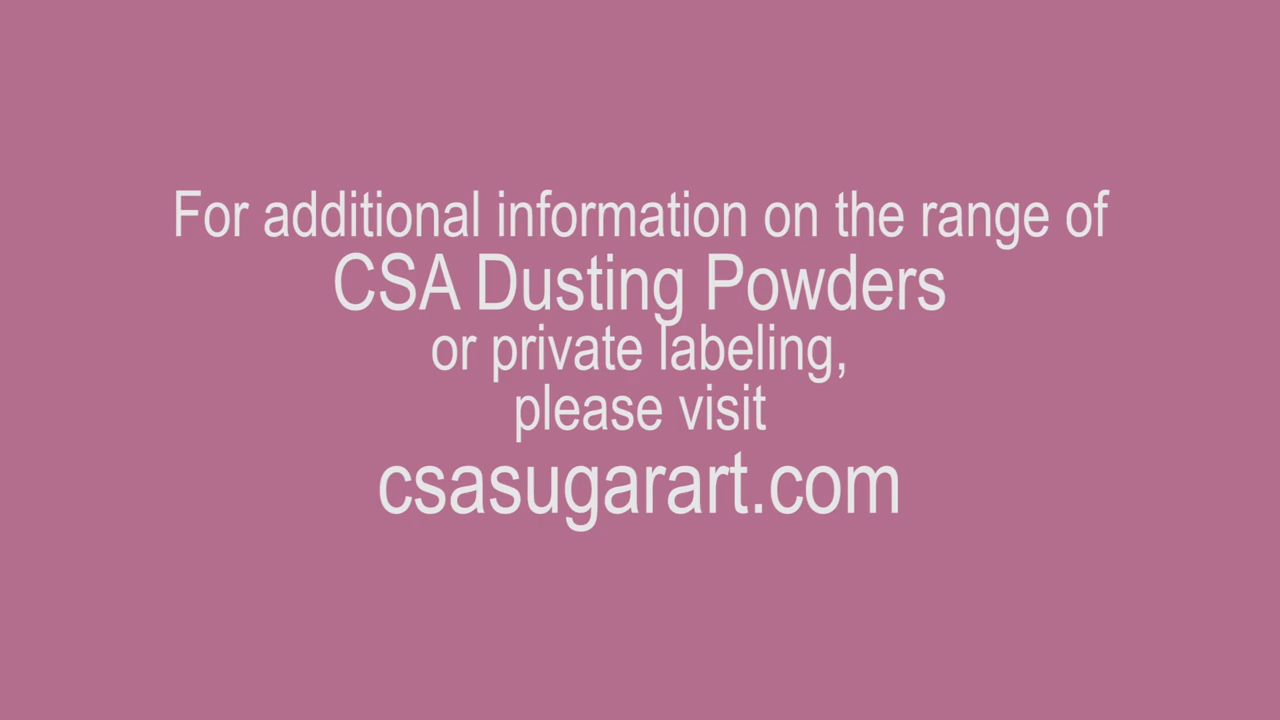 For additional information on the range of
CSA Dusting Powders
or private labeling,
please visit
csasugarart.com